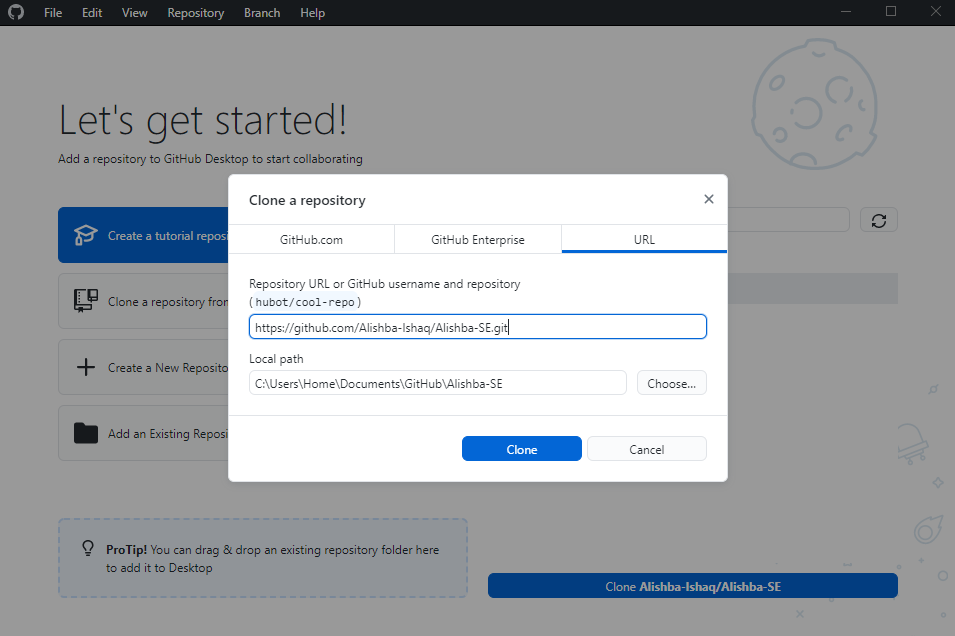 File Edit View Repository Branch Help
Let's get started!
Add a repository to GitHub Desktop to start collaborating
Create a tutorial reposi
Clone a repository fron
Create a New Reposito
Add an Existing Reposi
Clone a repository
GitHub.com GitHub Enterprise URL
Repository URL or GitHub username and repository
(hubot/cool-repo)
https://github.com/Alishba-Ishaq/Alishba-SE.git
Local path
C:\Users\Home\Documents\GitHub\Alishba-SE
Choose...
Clone Cancel
ProTip! You can drag & drop an existing repository folder here
to add it to Desktop
Clone Alishba-Ishaq/Alishba-SE